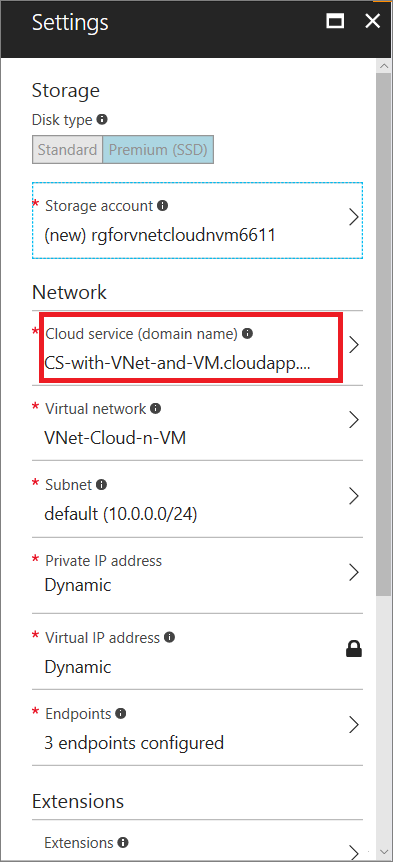 Settings
Storage
Disk type
Standard Premium (SSD)
* Storage account
(new) rgforvnetcloudnvm6611
Network
* Cloud service (domain name)
CS-with-VNet-and-VM.cloudapp....
* Virtual network
VNet-Cloud-n-VM
* Subnet
default (10.0.0.0/24)
* Private IP address
Dynamic
* Virtual IP address
Dynamic
* Endpoints
3 endpoints configured
Extensions
Extensions